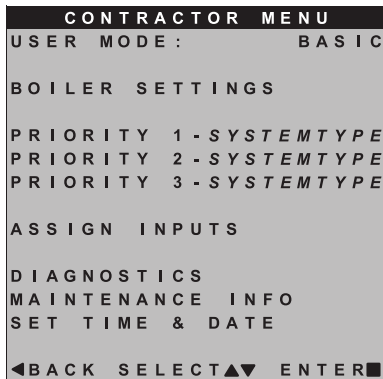 CONTRACTOR MENU
USER MODE: BASIC
BOILER SETTINGS
PRIORITY 1-SYSTEMTYPE
PRIORITY 2-SYSTEMTYPE
PRIORITY 3-SYSTEMTYPE
ASSIGN INPUTS
DIAGNOSTICS
MAINTENANCE INFO
SET TIME & DATE
◀BACK SELECT▲▼ ENTER■